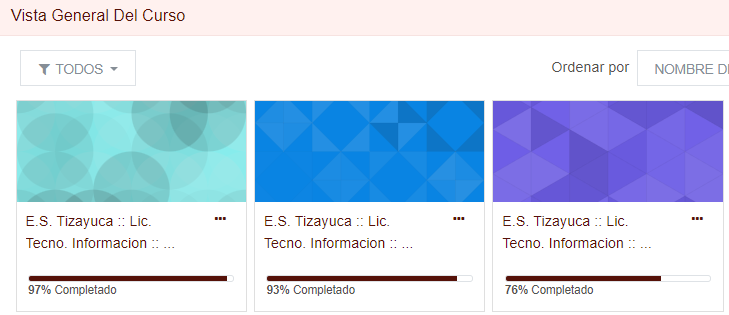 Vista General Del Curso
TODOS
Ordenar por
NOMBRE DE
E.S. Tizayuca :: Lic.
Tecno. Informacion :: ...
97% Completado
E.S. Tizayuca :: Lic.
Tecno. Informacion :: ...
93% Completado
E.S. Tizayuca :: Lic.
Tecno. Informacion :: ...
76% Completado